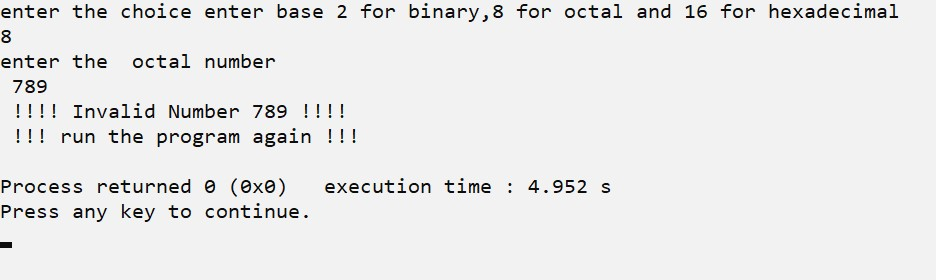 enter the choice enter base 2 for binary,8 for octal and 16 for hexadecimal
8
enter the  octal number
 789
 !!!! Invalid Number 789 !!!!
 !!! run the program again !!!

Process returned 0 (0x0)   execution time : 4.952 s
Press any key to continue.